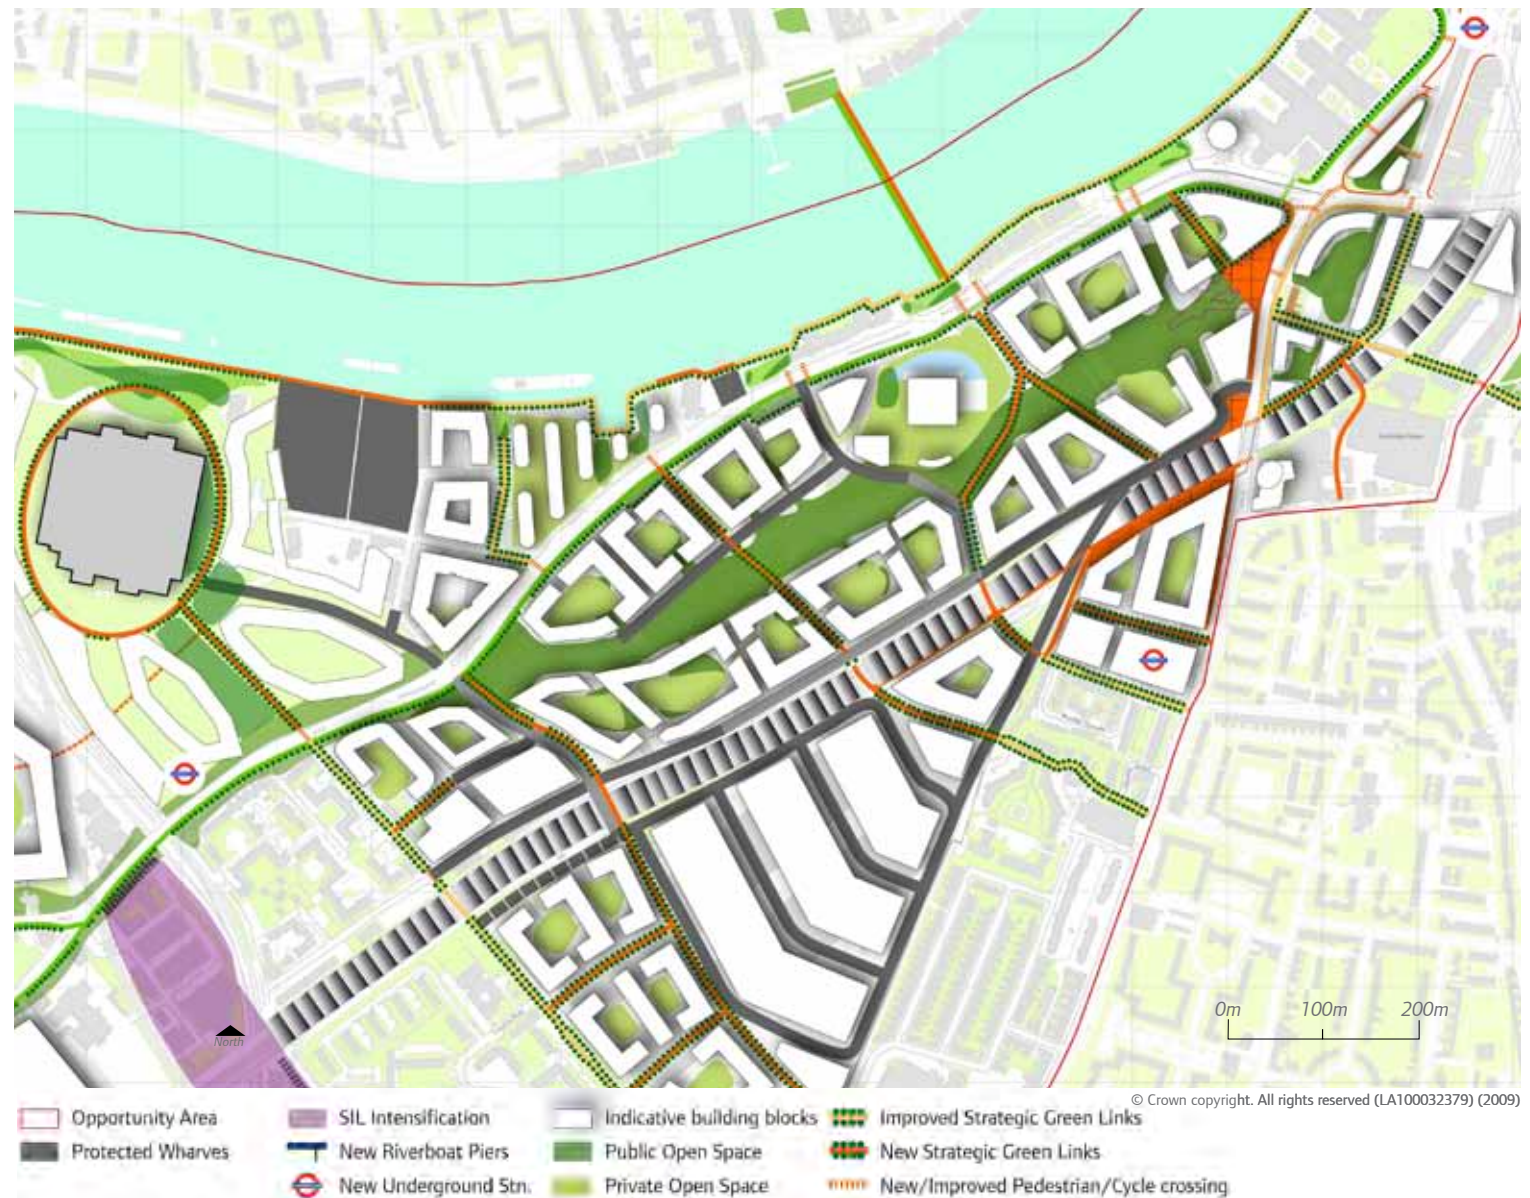 North
0m 100m 200m
© Crown copyright. All rights reserved (LA100032379) (2009)
Opportunity Area
SIL Intensification
Indicative building blocks
Improved Strategic Green Links
Protected Wharves
New Riverboat Piers
Public Open Space
New Strategic Green Links
New Underground Stn.
Private Open Space
New/Improved Pedestrian/Cycle crossing